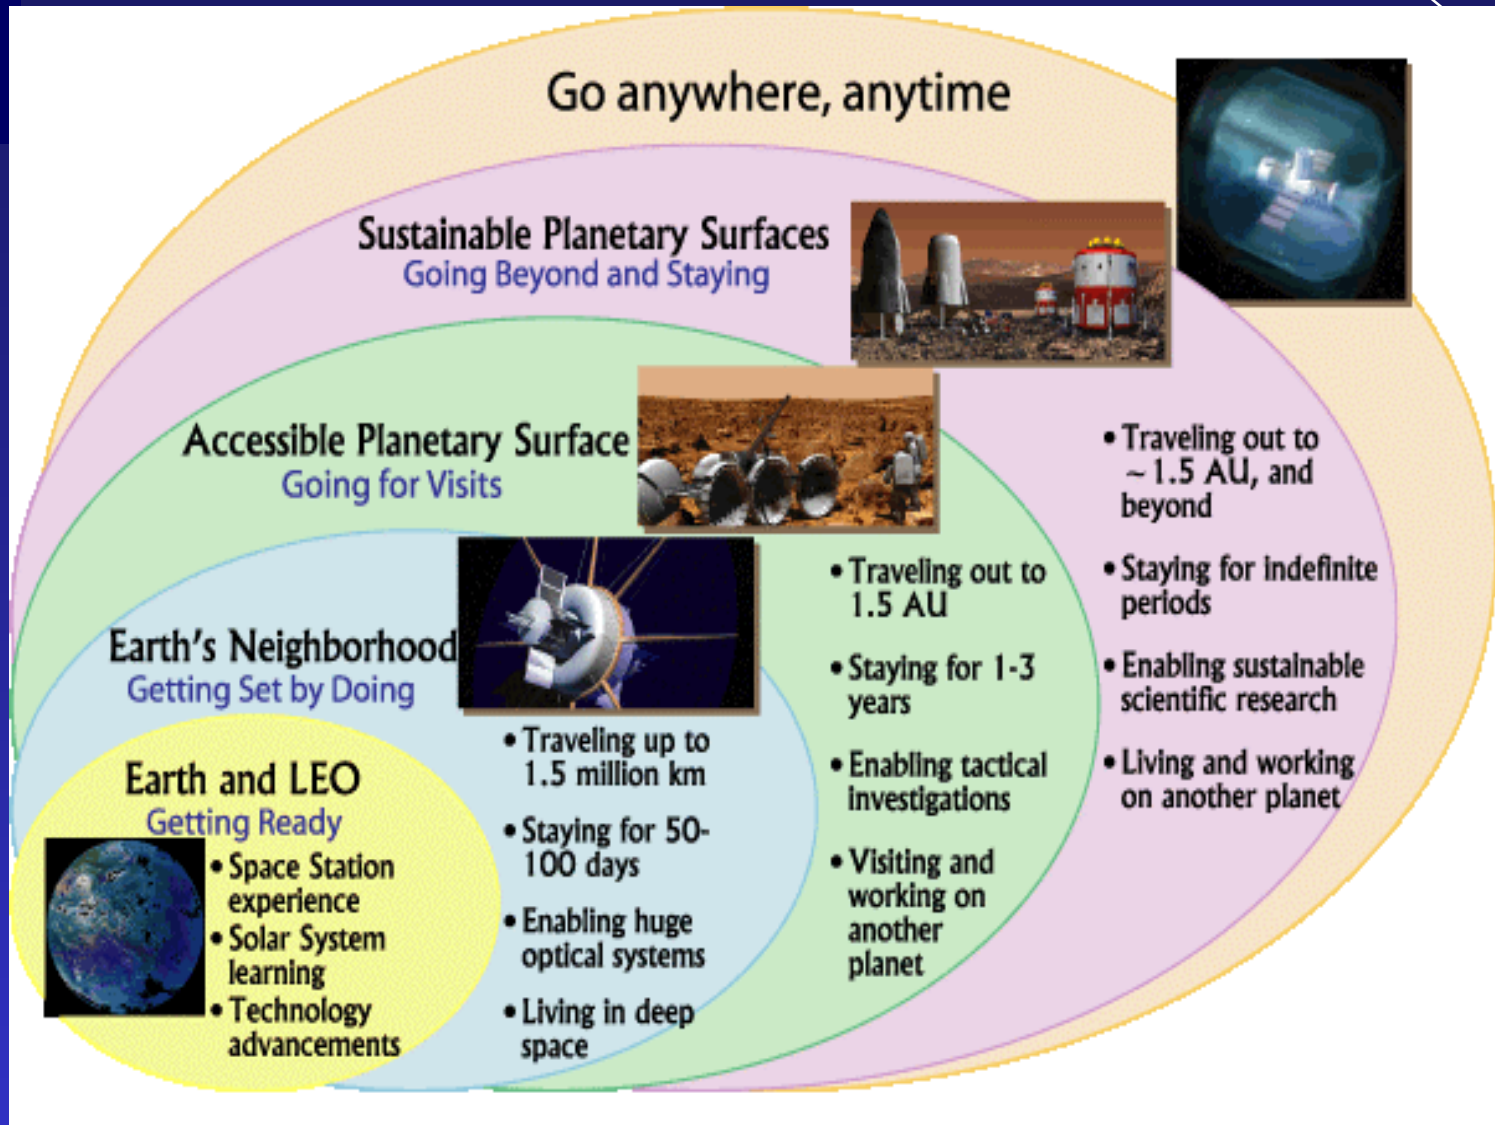 Go anywhere, anytime
Sustainable Planetary Surfaces
Going Beyond and Staying
• Traveling out to
~ 1.5 AU, and
beyond
• Staying for indefinite
periods
• Enabling sustainable
scientific research
• Living and working
on another planet
Accessible Planetary Surface
Going for Visits
• Traveling out to
1.5 AU
• Staying for 1-3
years
• Enabling tactical
investigations
• Visiting and
working on
another
planet
Earth's Neighborhood
Getting Set by Doing
• Traveling up to
1.5 million km
• Staying for 50-
100 days
• Enabling huge
optical systems
• Living in deep
space
Earth and LEO
Getting Ready
• Space Station
experience
• Solar System
learning
• Technology
advancements